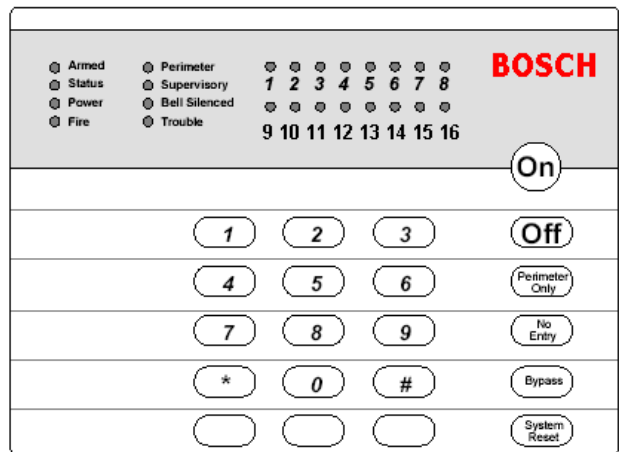 Armed Perimeter BOSCH
Status Supervisory 1 2 3 4 5 6 7 8
Power Bell Silenced
Fire Trouble 9 10 11 12 13 14 15 16
On
1 2 3 Off
4 5 6 Perimeter
Only
7 8 9 No
Entry
* 0 # Bypass
System
Reset